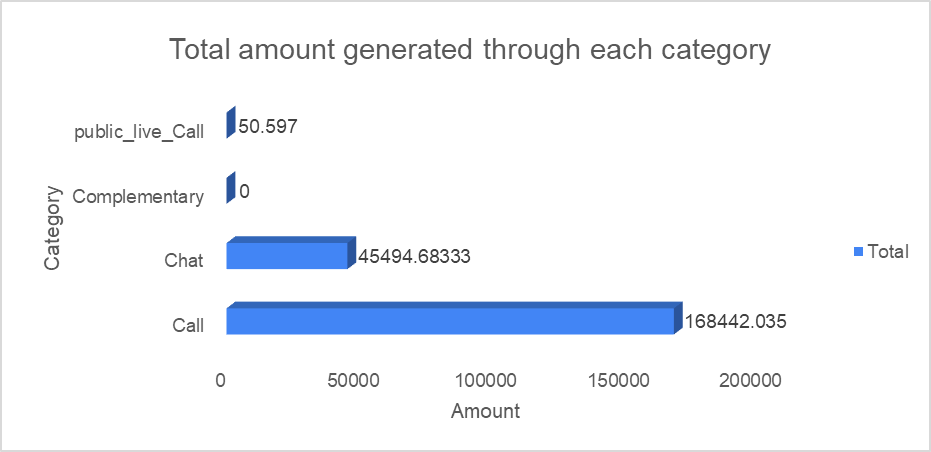 Total amount generated through each category
public_live_Call
50.597
Complementary
0
Chat
45494.68333
Call
168442.035
Category
Total
0 50000 100000 150000 200000
Amount